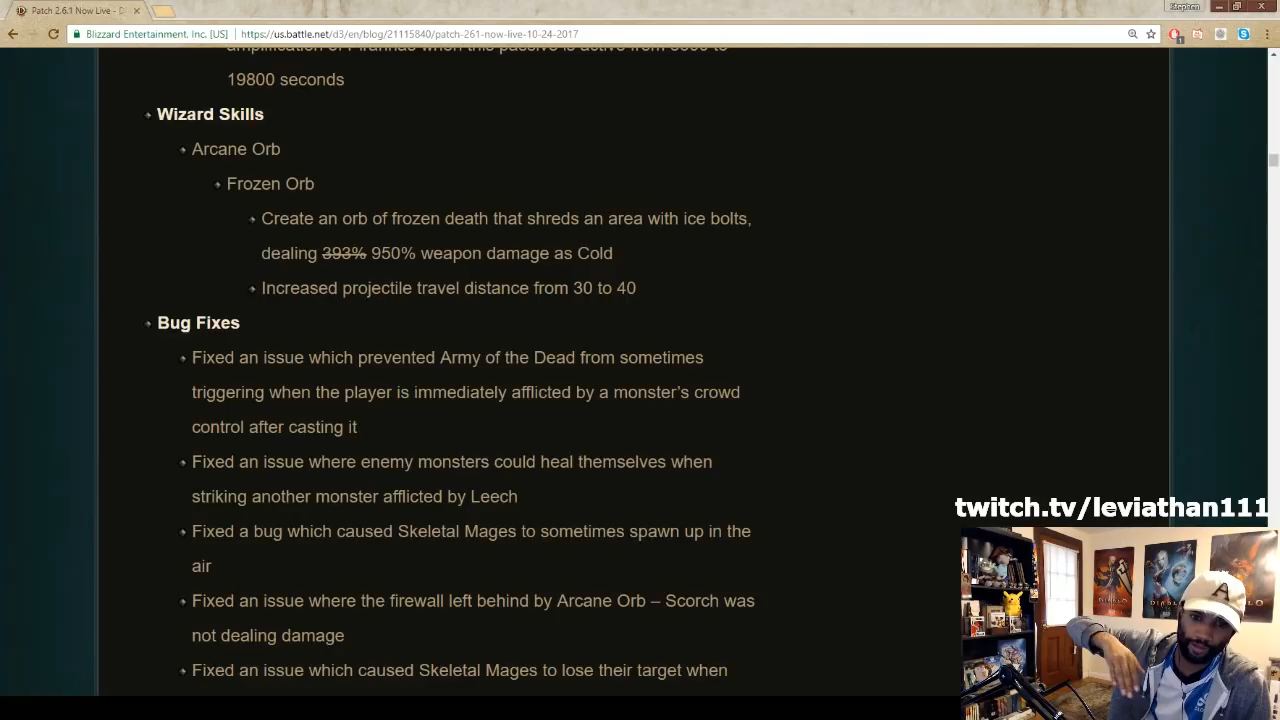 Patch 2.6.1 Now Live - D
Stephen
Blizzard Entertainment, Inc. [US]
https://us.battle.net/d3/en/blog/21115840/patch-261-now-live-10-24-2017
19800 seconds
Wizard Skills
Arcane Orb
Frozen Orb
Create an orb of frozen death that shreds an area with ice bolts,
dealing 393% 950% weapon damage as Cold
Increased projectile travel distance from 30 to 40
Bug Fixes
Fixed an issue which prevented Army of the Dead from sometimes
triggering when the player is immediately afflicted by a monster’s crowd
control after casting it
Fixed an issue where enemy monsters could heal themselves when
striking another monster afflicted by Leech
Fixed a bug which caused Skeletal Mages to sometimes spawn up in the
air
Fixed an issue where the firewall left behind by Arcane Orb – Scorch was
not dealing damage
Fixed an issue which caused Skeletal Mages to lose their target when
twitch.tv/leviathan111
A